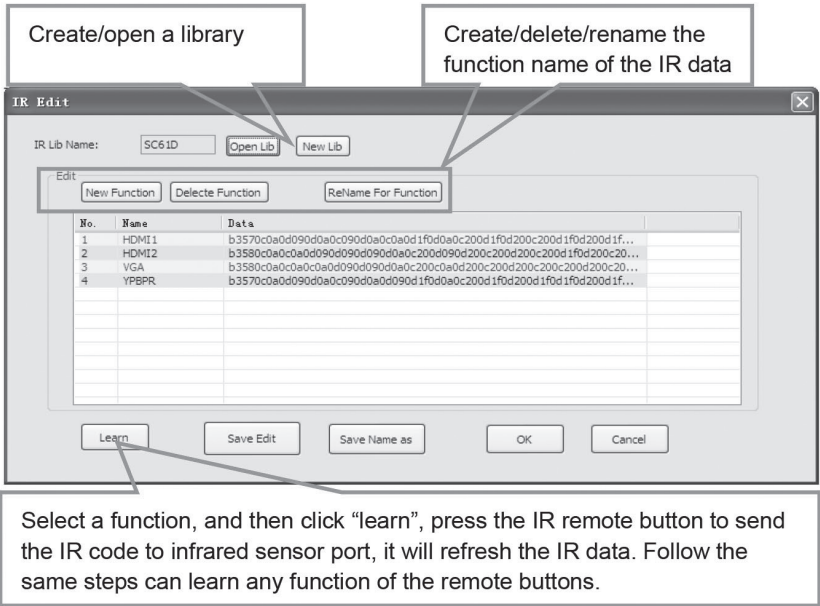 Create/open a library
Create/delete/rename the
function name of the IR data
IR Edit
IR Lib Name: SC61D Open Lib New Lib
Edit
New Function Delecte Function ReName For Function
No. Name Data
1 HDMI1 b3570c0a0d090d0a0c090d0a0c0a0d1f0d0a0c200d1f0d200c200d1f0d200d1f...
2 HDMI2 b3580c0a0c0a0d090d090d0a0c200d090d200c200d200c200d1f0d200c20...
3 VGA b3580c0a0c0a0c0a0d090d090d0a0c200c0a0d200c200d200c200c200d200c20...
4 YPBPR b3570c0a0d090d0a0c090d0a0d090d1f0d0a0c200d1f0d200d1f0d1f0d200d1f...
Learn Save Edit Save Name as OK Cancel
Select a function, and then click “learn”, press the IR remote button to send
the IR code to infrared sensor port, it will refresh the IR data. Follow the
same steps can learn any function of the remote buttons.